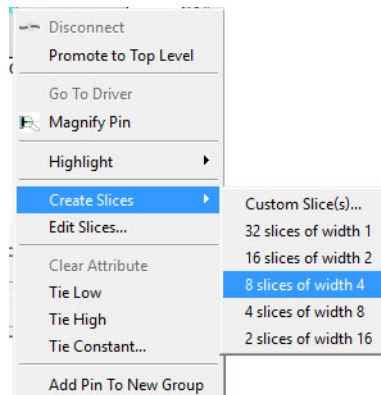 Disconnect
Promote to Top Level
Go To Driver
Magnify Pin
Highlight
Create Slices
Edit Slices...
Clear Attribute
Tie Low
Tie High
Tie Constant...
Add Pin To New Group
Custom Slice(s)...
32 slices of width 1
16 slices of width 2
8 slices of width 4
4 slices of width 8
2 slices of width 16